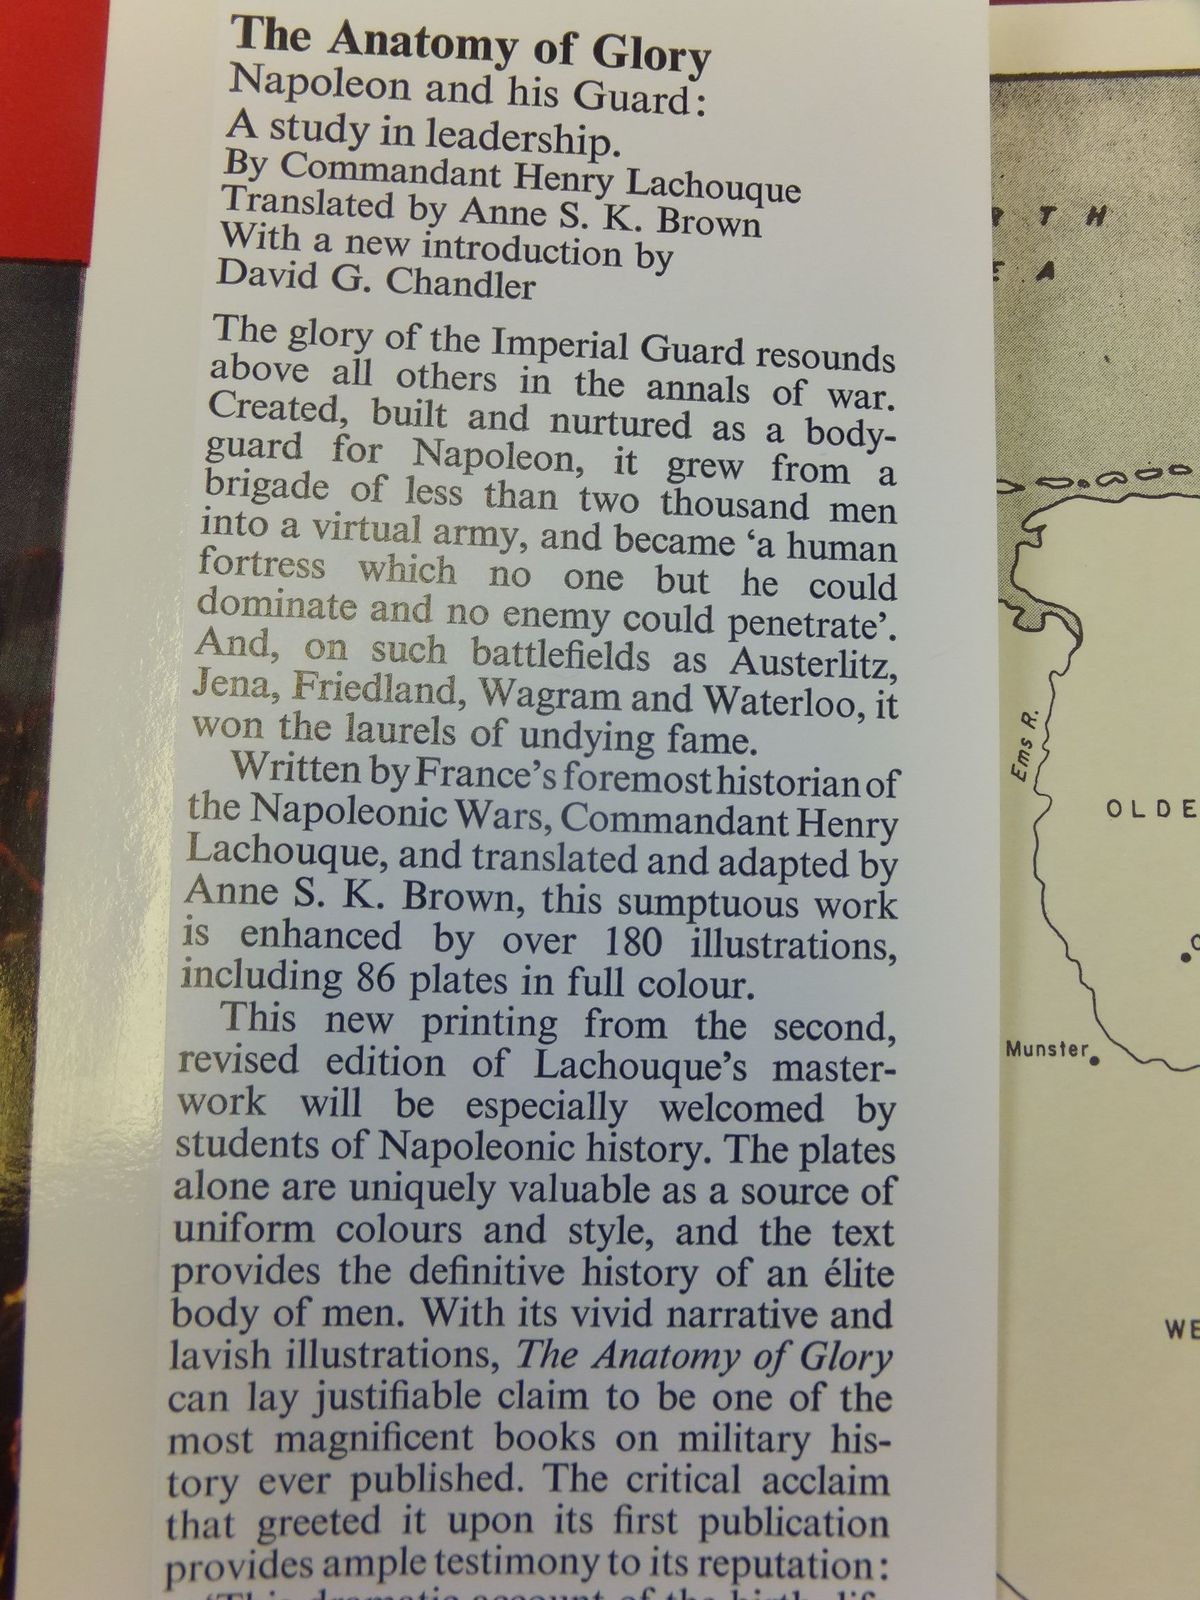 The Anatomy of Glory
Napoleon and his Guard:
A study in leadership.
By Commandant Henry Lachouque
Translated by Anne S. K. Brown
With a new introduction by
David G. Chandler
The glory of the Imperial Guard resounds
above all others in the annals of war.
Created, built and nurtured as a body-
guard for Napoleon, it grew from a
brigade of less than two thousand men
into a virtual army, and became ‘a human
fortress which no one but he could
dominate and no enemy could penetrate’.
And, on such battlefields as Austerlitz,
Jena, Friedland, Wagram and Waterloo, it
won the laurels of undying fame.
Written by France’s foremost historian of
the Napoleonic Wars, Commandant Henry
Lachouque, and translated and adapted by
Anne S. K. Brown, this sumptuous work
is enhanced by over 180 illustrations,
including 86 plates in full colour.
This new printing from the second,
revised edition of Lachouque’s master-
work will be especially welcomed by
students of Napoleonic history. The plates
alone are uniquely valuable as a source of
uniform colours and style, and the text
provides the definitive history of an élite
body of men. With its vivid narrative and
lavish illustrations, The Anatomy of Glory
can lay justifiable claim to be one of the
most magnificent books on military his-
tory ever published. The critical acclaim
that greeted it upon its first publication
provides ample testimony to its reputation:
‘This dramatic account of the birth, life,
RTH
EA
Ems R.
OLDE
Munster
WE